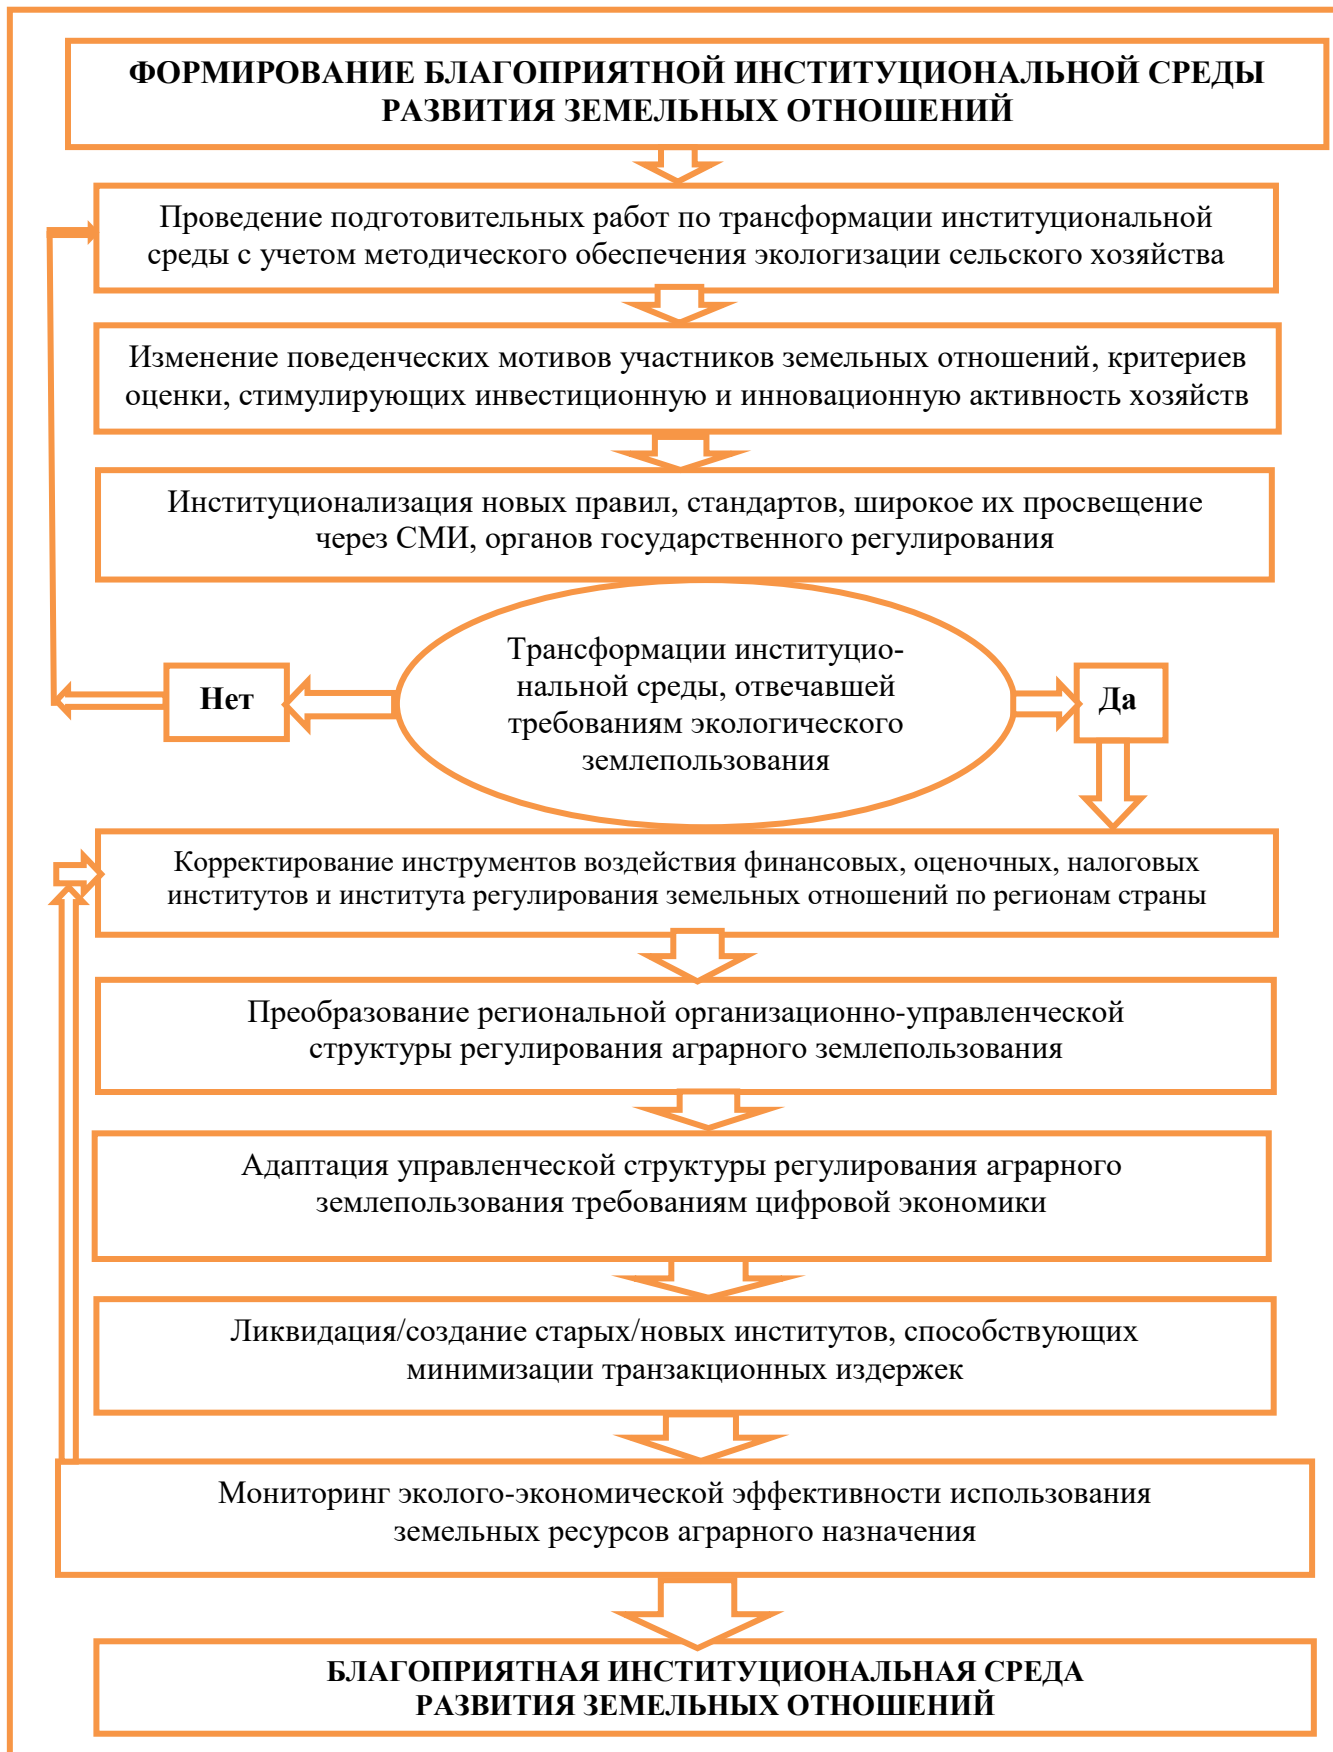 ФОРМИРОВАНИЕ БЛАГОПРИЯТНОЙ ИНСТИТУЦИОНАЛЬНОЙ СРЕДЫ
РАЗВИТИЯ ЗЕМЕЛЬНЫХ ОТНОШЕНИЙ
Проведение подготовительных работ по трансформации институциональной
среды с учетом методического обеспечения экологизации сельского хозяйства
Изменение поведенческих мотивов участников земельных отношений, критериев
оценки, стимулирующих инвестиционную и инновационную активность хозяйств
Институционализация новых правил, стандартов, широкое их просвещение
через СМИ, органов государственного регулирования
Трансформации институцио-
нальной среды, отвечавшей
требованиям экологического
землепользования
Нет
Да
Корректирование инструментов воздействия финансовых, оценочных, налоговых
институтов и института регулирования земельных отношений по регионам страны
Преобразование региональной организационно-управленческой
структуры регулирования аграрного землепользования
Адаптация управленческой структуры регулирования аграрного
землепользования требованиям цифровой экономики
Ликвидация/создание старых/новых институтов, способствующих
минимизации транзакционных издержек
Мониторинг эколого-экономической эффективности использования
земельных ресурсов аграрного назначения
БЛАГОПРИЯТНАЯ ИНСТИТУЦИОНАЛЬНАЯ СРЕДА
РАЗВИТИЯ ЗЕМЕЛЬНЫХ ОТНОШЕНИЙ